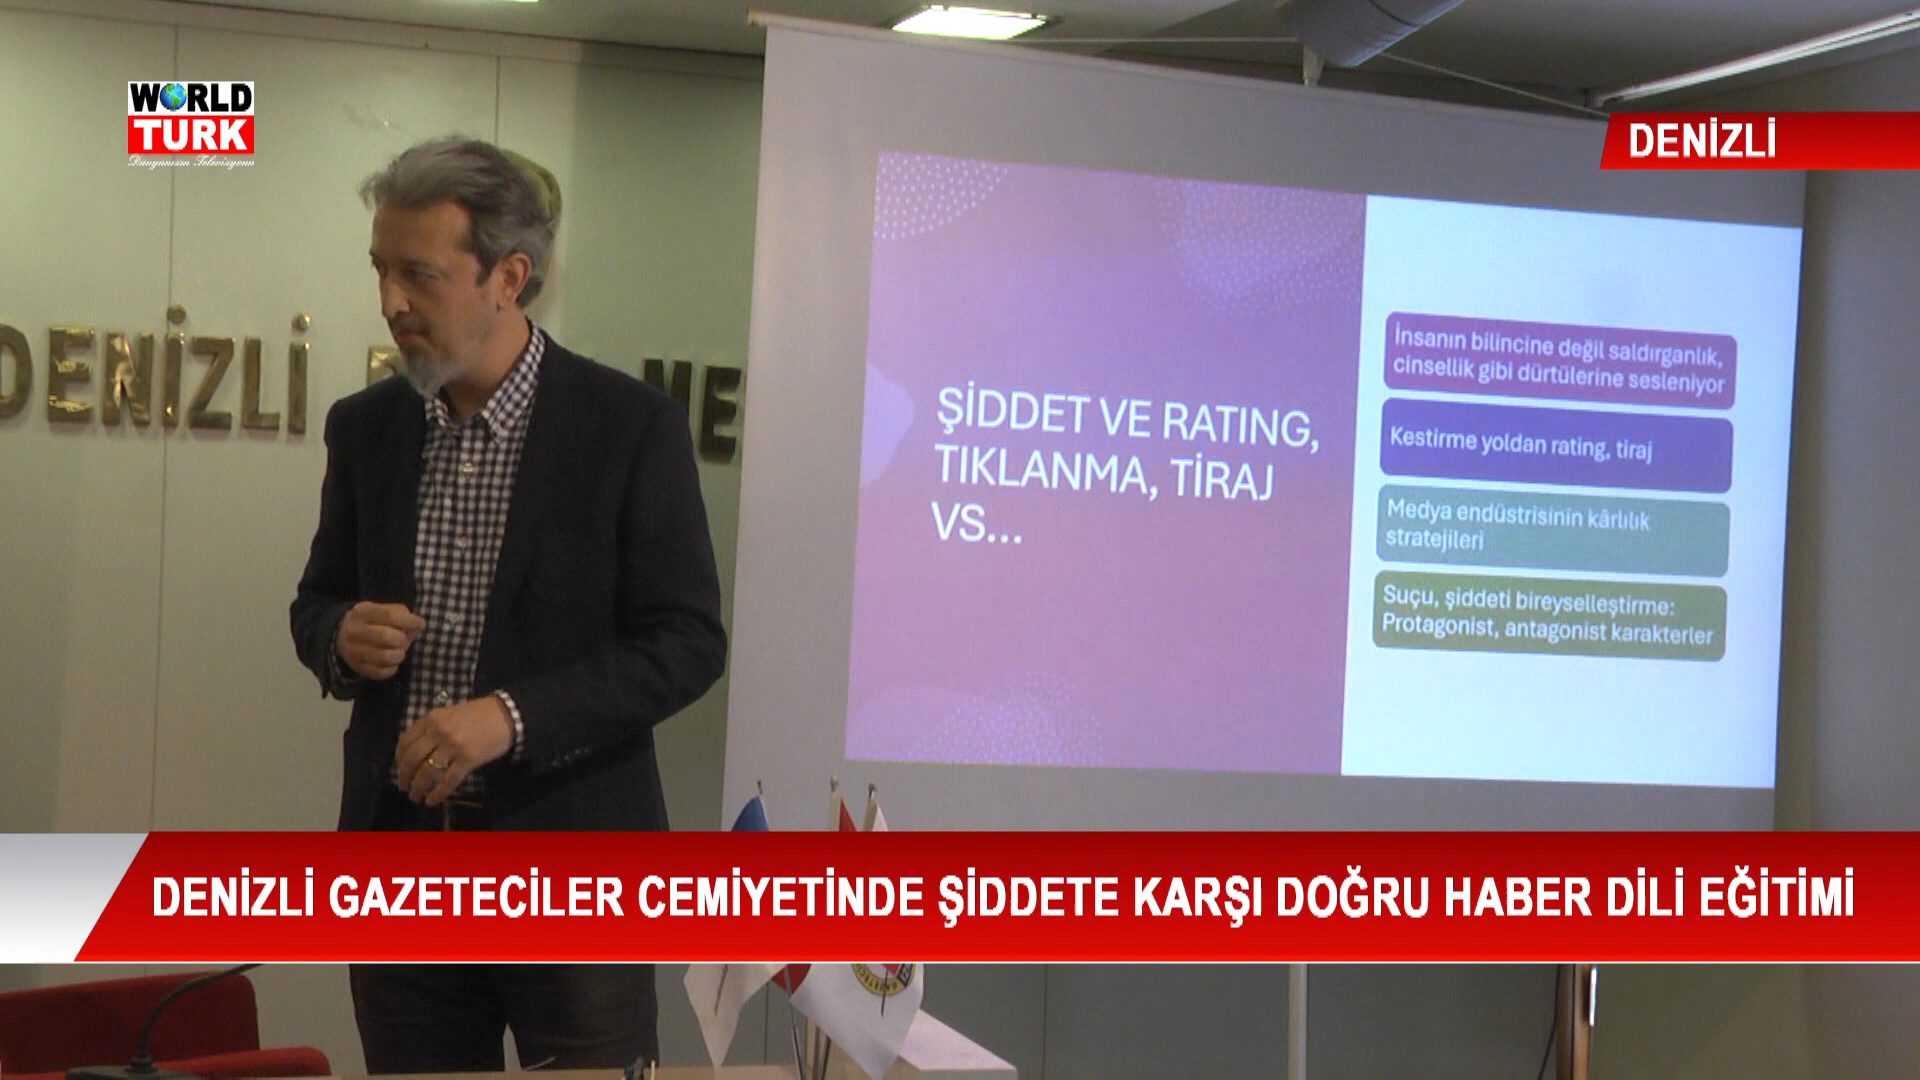 WORLD
TURK
Dünyamızın Televizyonu
DENİZLİ
DENİZLİ
ŞİDDET VE RATING,
TIKLANMA, TİRAJ
VS...
İnsanın bilincine değil saldırganlık,
cinsellik gibi dürtülerine sesleniyor
Kestirme yoldan rating, tiraj
Medya endüstrisinin kârlılık
stratejileri
Suçu, şiddeti bireyselleştirme:
Protagonist, antagonist karakterler
DENİZLİ GAZETECİLER CEMİYETİNDE ŞİDDETE KARŞI DOĞRU HABER DİLİ EĞİTİMİ